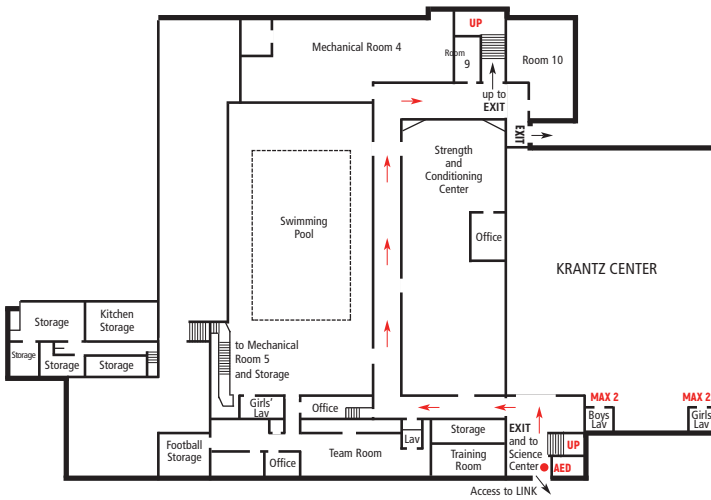 UP
Mechanical Room 4
Room
9
Room 10
up to
EXIT
EXIT
Strength
and
Conditioning
Center
Swimming
Pool
Office
KRANTZ CENTER
Storage
Kitchen
Storage
Storage
Storage
Storage
to Mechanical
Room 5
and Storage
Girls'
Lav
Office
MAX 2
MAX 2
Boys
Lav
Girls
Lav
Football
Storage
Office
Team Room
Lav
Storage
Training
Room
EXIT
and to
Science
Center
UP
AED
Access to LINK